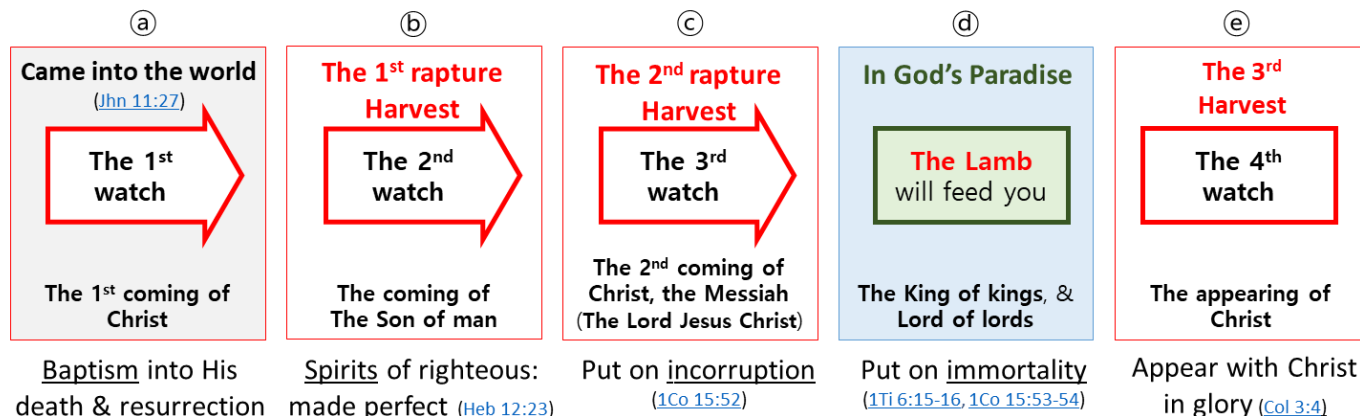 ⓐ
Came into the world
(Jhn 11:27)
The 1st
watch
The 1st coming of
Christ
Baptism into His
death & resurrection
ⓑ
The 1st rapture
Harvest
The 2nd
watch
The coming of
The Son of man
Spirits of righteous:
made perfect (Heb 12:23)
ⓒ
The 2nd rapture
Harvest
The 3rd
watch
The 2nd coming of
Christ, the Messiah
(The Lord Jesus Christ)
Put on incorruption
(1Co 15:52)
ⓓ
In God's Paradise
The Lamb
will feed you
The King of kings, &
Lord of lords
Put on immortality
(1Ti 6:15-16, 1Co 15:53-54)
ⓔ
The 3rd
Harvest
The 4th
watch
The appearing of
Christ
Appear with Christ
in glory (Col 3:4)